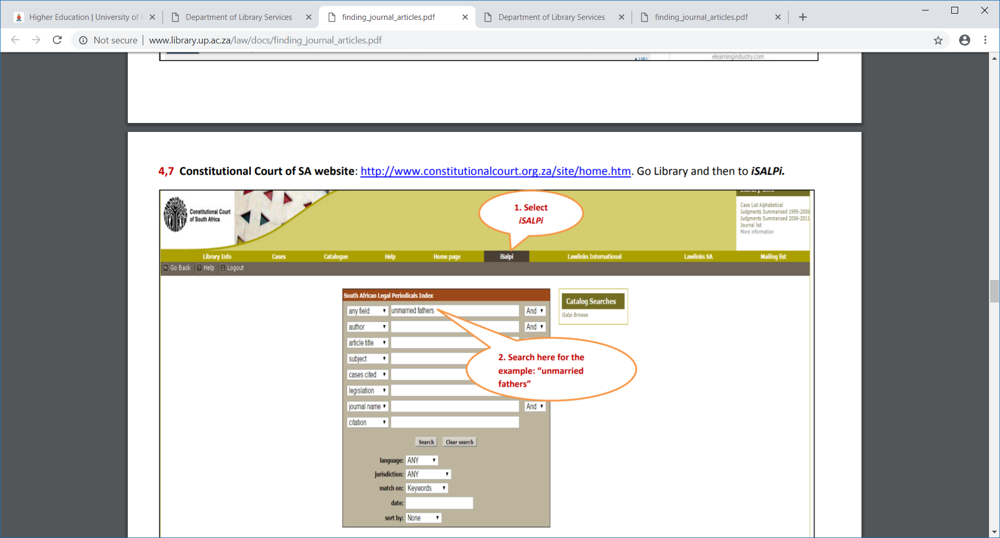 Higher Education | University of P
Department of Library Services
finding_journal_articles.pdf
Department of Library Services
finding_journal_articles.pdf
Not secure
www.library.up.ac.za/law/docs/finding_journal_articles.pdf
elearningindustry.com
4,7 Constitutional Court of SA website: http://www.constitutionalcourt.org.za/site/home.htm. Go Library and then to iSALPi.
Constitutional Court
of South Africa
1. Select
iSALPi
Library Info
Case List Alphabetical
Judgments Summarised 1995-2006
Judgments Summarised 2006-2011
Journal list
More information
Library Info Cases Catalogue Help Home page iSalpi Lawlinks International Lawlinks SA Mailing list
Go Back ? Help x Logout
South African Legal Periodicals Index
any field unmarried fathers And
author And
article title
subject
cases cited
legislation
journal name And
citation
Catalog Searches
iSalpi Browse
2. Search here for the
example: “unmarried
fathers”
Search Clear search
language: ANY
jurisdiction: ANY
match on: Keywords
date:
sort by: None